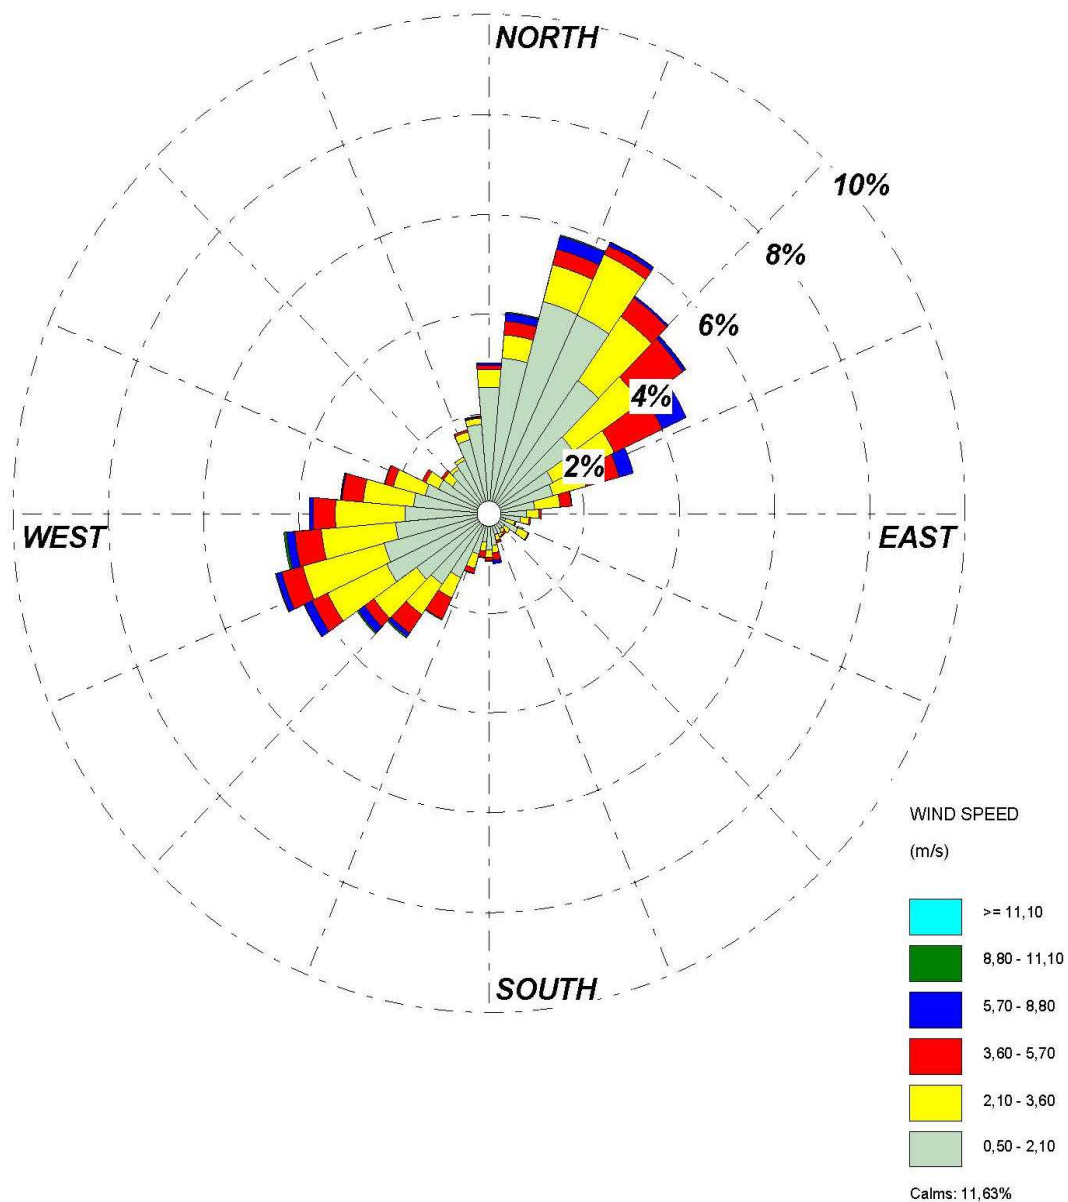 NORTH
10%
8%
6%
4%
2%
WEST
EAST
SOUTH
WIND SPEED
(m/s)
>= 11,10
8,80 - 11,10
5,70 - 8,80
3,60 - 5,70
2,10 - 3,60
0,50 - 2,10
Calms: 11,63%